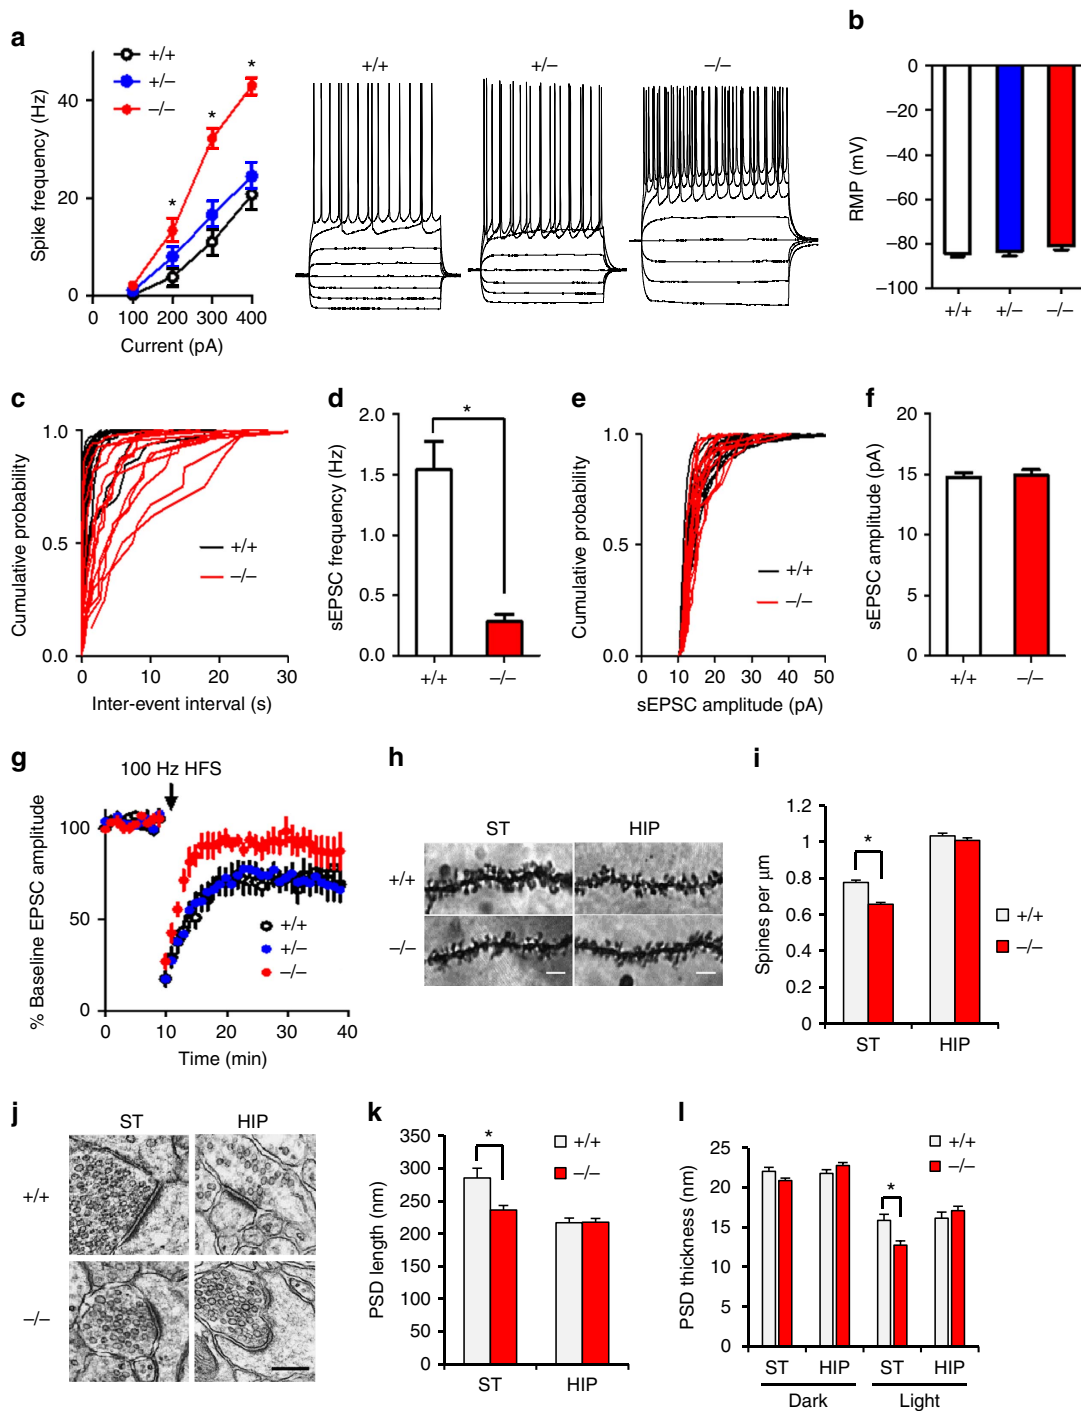 a
+/+
+/−
−/−
Spike frequency (Hz)
40
20
0
0 100 200 300 400
Current (pA)
* * *
+/+ +/− −/−
b
RMP (mV)
0
−20
−40
−60
−80
−100
+/+ +/− −/−
c
Cumulative probability
1.0
0.5
0.0
+/+
−/−
0 10 20 30
Inter-event interval (s)
d
sEPSC frequency (Hz)
2.0
1.5
1.0
0.5
0.0
*
+/+ −/−
e
Cumulative probability
1.0
0.5
0.0
+/+
−/−
0 10 20 30 40 50
sEPSC amplitude (pA)
f
sEPSC amplitude (pA)
20
15
10
5
0
+/+ −/−
g
100 Hz HFS
% Baseline EPSC amplitude
100
50
0
+/+
+/−
−/−
0 10 20 30 40
Time (min)
h
ST HIP
+/+
−/−
i
Spines per μm
1.2
1
0.8
0.6
0.4
0.2
0
*
+/+
−/−
ST HIP
j
ST HIP
+/+
−/−
k
PSD length (nm)
350
300
250
200
150
100
50
0
*
+/+
−/−
ST HIP
l
PSD thickness (nm)
25
20
15
10
5
0
*
+/+
−/−
ST HIP ST HIP
Dark Light